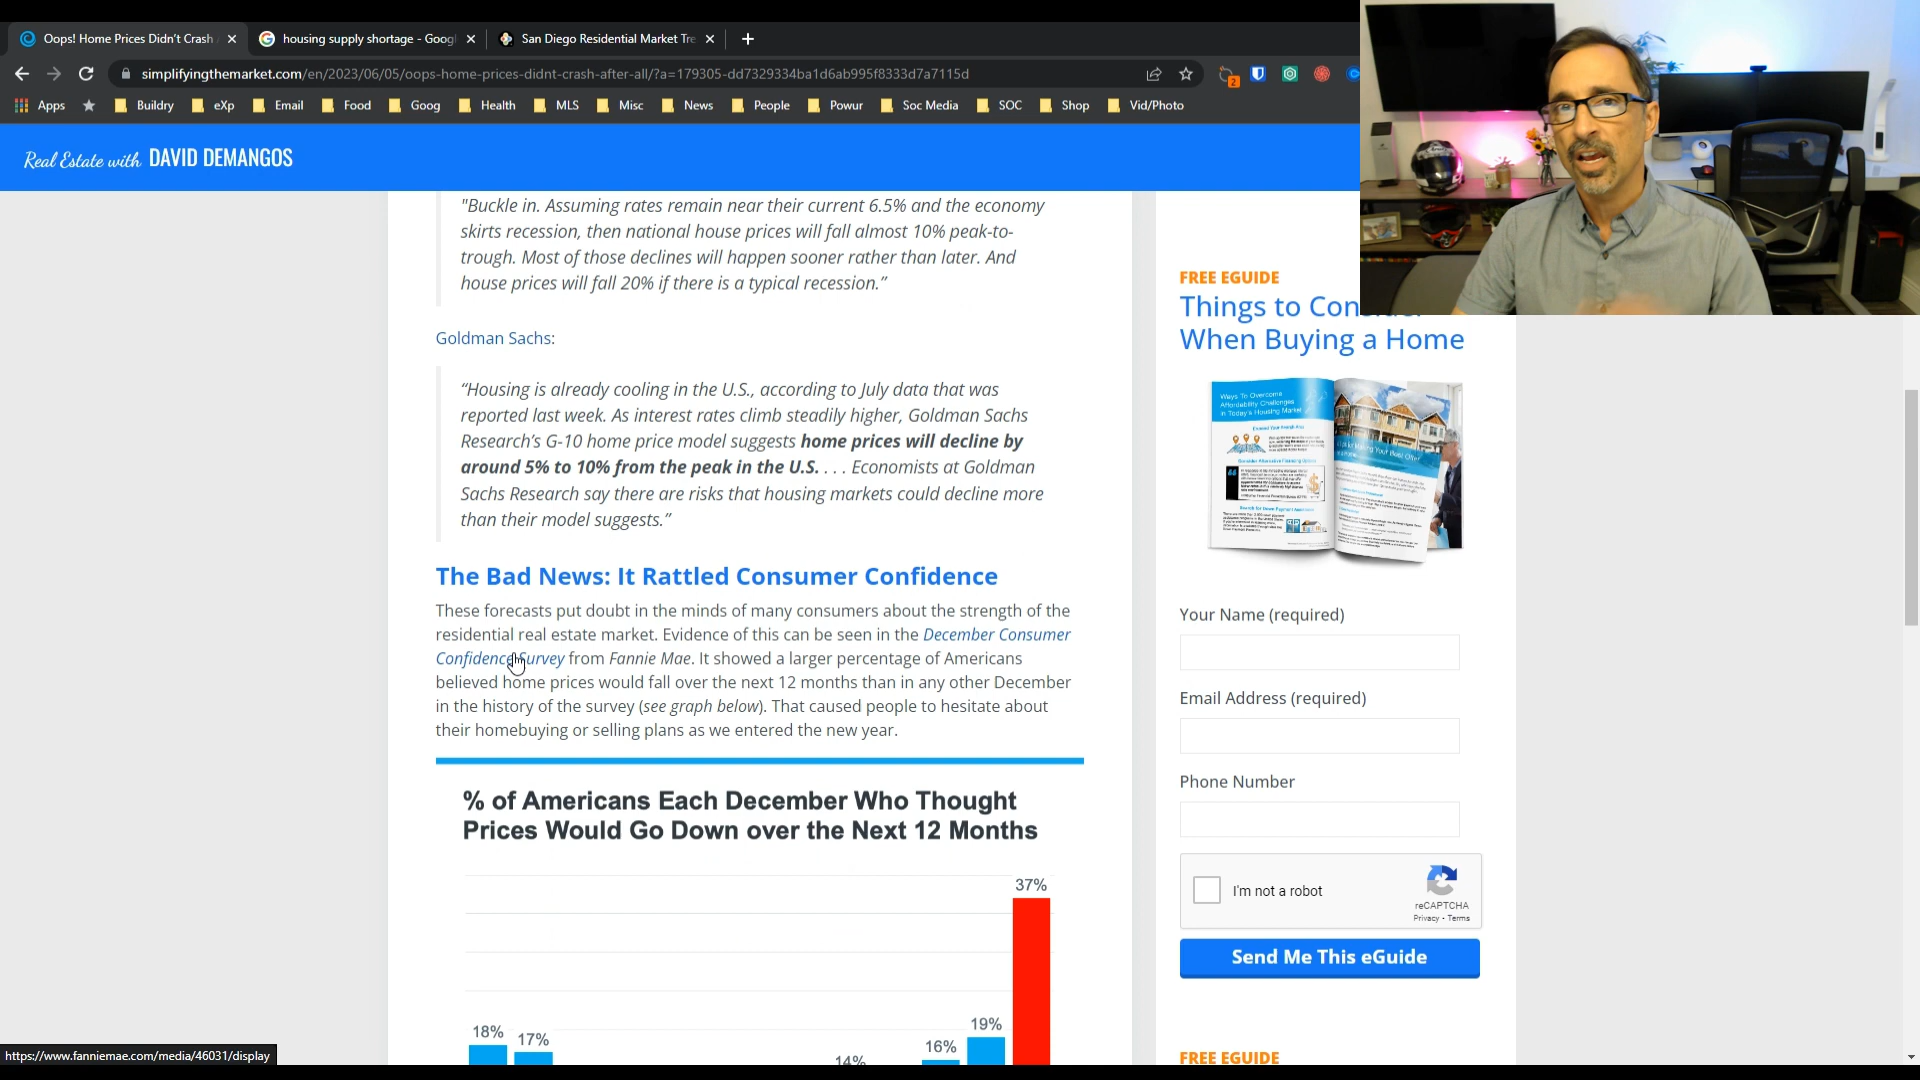 Oops! Home Prices Didn't Crash
housing supply shortage - Goog
San Diego Residential Market Tre
simplifyingthemarket.com/en/2023/06/05/oops-home-prices-didnt-crash-after-all/?a=179305-dd7329334ba1d6ab995f8333d7a7115d
2
Apps
Buildry
eXp
Email
Food
Goog
Health
MLS
Misc
News
People
Powur
Soc Media
SOC
Shop
Vid/Photo
Real Estate with DAVID DEMANGOS
"Buckle in. Assuming rates remain near their current 6.5% and the economy
skirts recession, then national house prices will fall almost 10% peak-to-
trough. Most of those declines will happen sooner rather than later. And
house prices will fall 20% if there is a typical recession."
Goldman Sachs:
"Housing is already cooling in the U.S., according to July data that was
reported last week. As interest rates climb steadily higher, Goldman Sachs
Research's G-10 home price model suggests home prices will decline by
around 5% to 10% from the peak in the U.S. . . . Economists at Goldman
Sachs Research say there are risks that housing markets could decline more
than their model suggests."
The Bad News: It Rattled Consumer Confidence
These forecasts put doubt in the minds of many consumers about the strength of the
residential real estate market. Evidence of this can be seen in the December Consumer
Confidence Survey from Fannie Mae. It showed a larger percentage of Americans
believed home prices would fall over the next 12 months than in any other December
in the history of the survey (see graph below). That caused people to hesitate about
their homebuying or selling plans as we entered the new year.
% of Americans Each December Who Thought
Prices Would Go Down over the Next 12 Months
37%
18%
17%
14%
16%
19%
FREE EGUIDE
Things to Consider
When Buying a Home
Ways To Overcome
Affordability Challenges
in Today's Housing Market
Your Name (required)
Email Address (required)
Phone Number
I'm not a robot
reCAPTCHA
Privacy - Terms
Send Me This eGuide
FREE EGUIDE
https://www.fanniemae.com/media/46031/display